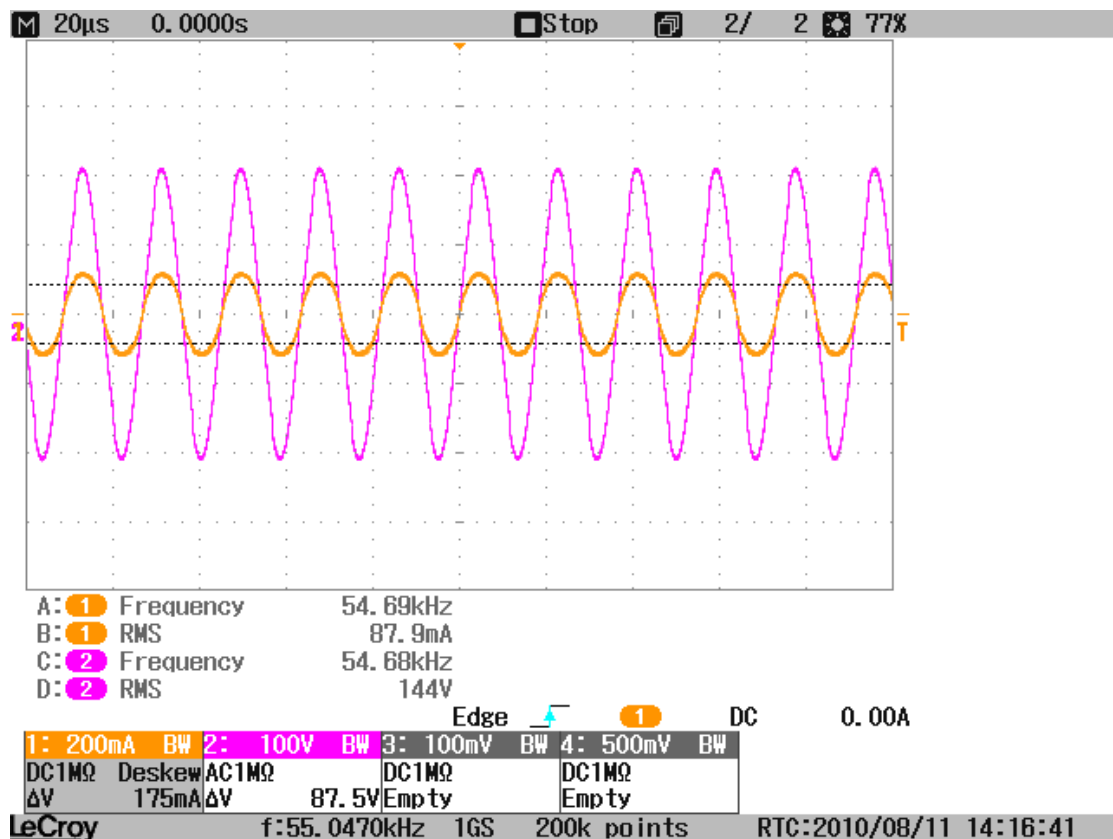 M 20µs 0.0000s Stop 2/ 2 77%
2 T
A: 1 Frequency 54.69kHz
B: 1 RMS 87.9mA
C: 2 Frequency 54.68kHz
D: 2 RMS 144V
Edge 1 DC 0.00A
1: 200mA BW 2: 100V BW 3: 100mV BW 4: 500mV BW
DC1MΩ Deskew AC1MΩ DC1MΩ DC1MΩ
ΔV 175mA ΔV 87.5V Empty Empty
LeCroy f:55.0470kHz 1GS 200k points RTC:2010/08/11 14:16:41